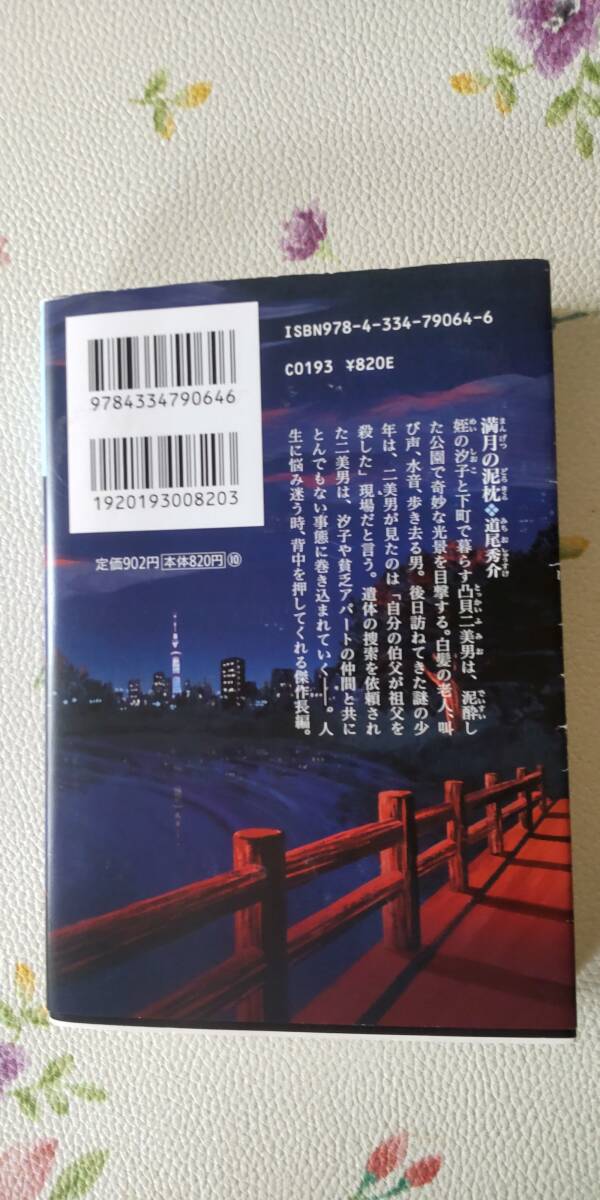 ISBN978-4-334-79064-6
C0193 ¥820E
9784334790646
1920193008203
定価902円 本体820円 ⑩
満月の泥枕❖道尾秀介
姪の汐子と下町で暮らす凸貝二美男は、泥酔し
た公園で奇妙な光景を目撃する。白髪の老人、叫
び声、水音、歩き去る男。後日訪ねてきた謎の少
年は、二美男が見たのは「自分の伯父が祖父を
殺した」現場だと言う。遺体の捜索を依頼され
た二美男は、汐子や貧乏アパートの仲間と共に
とんでもない事態に巻き込まれていく――。人
生に悩み迷う時、背中を押してくれる傑作長編。